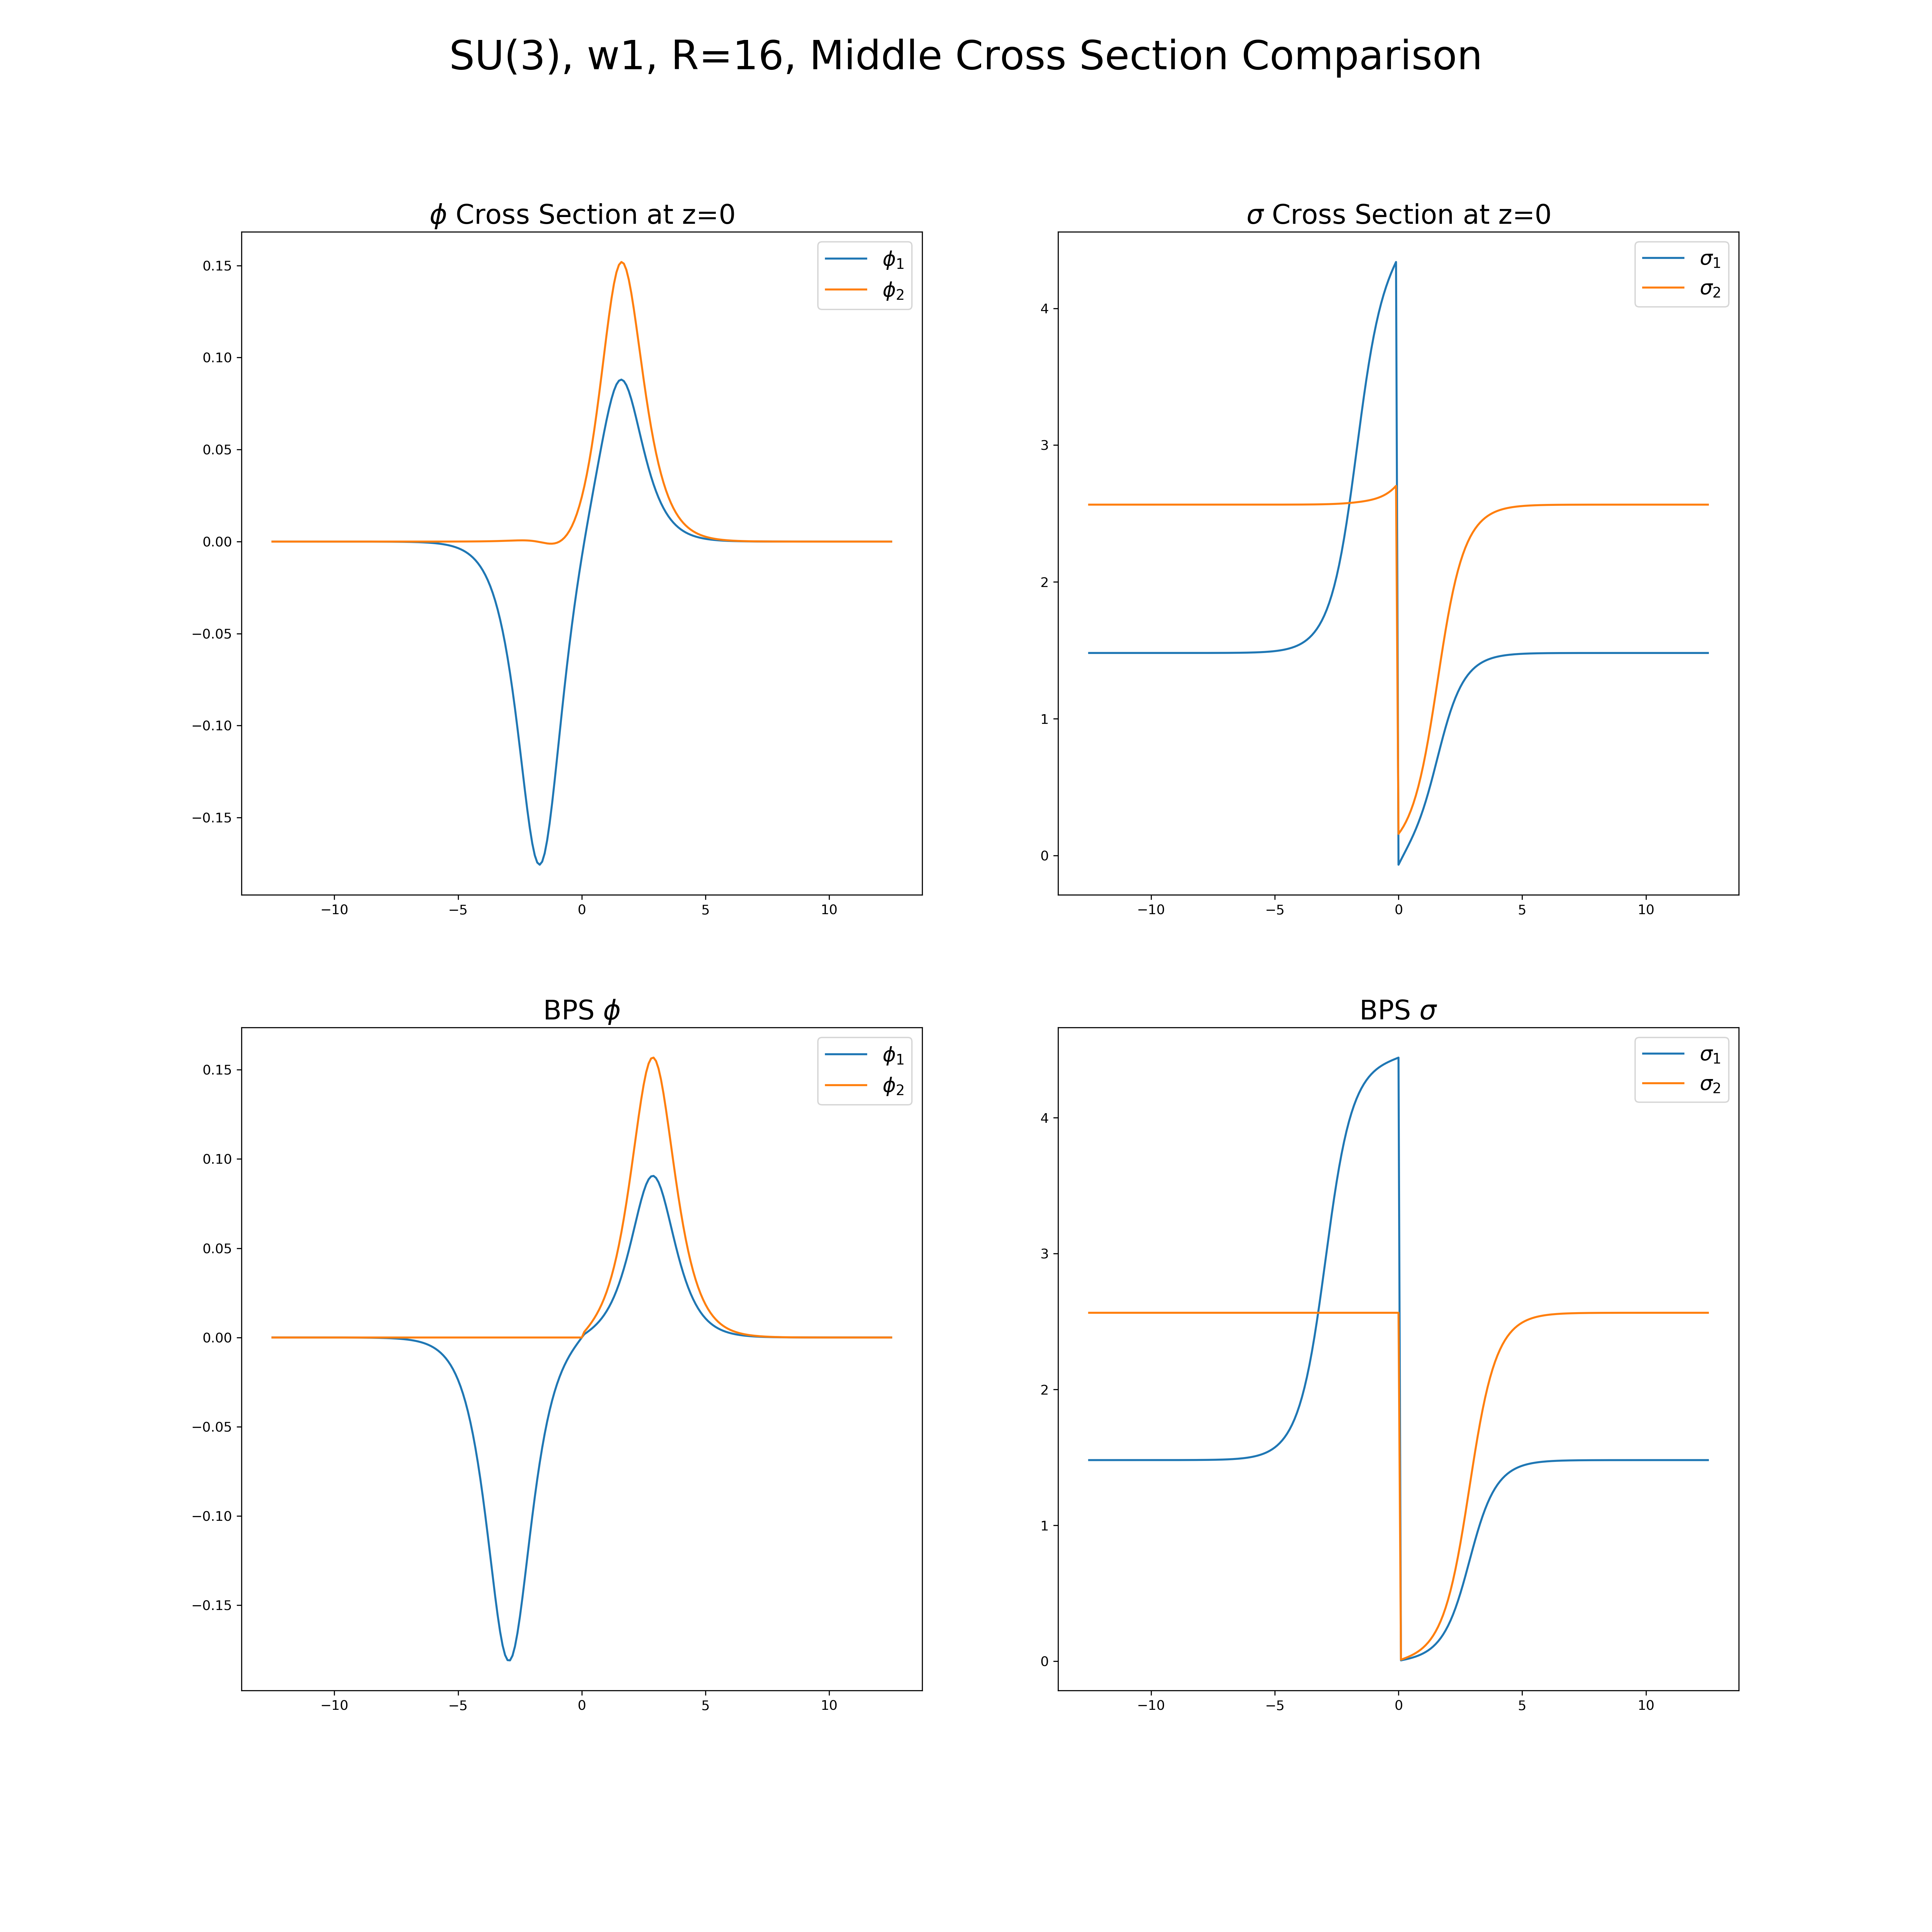 SU(3), w1, R=16, Middle Cross Section Comparison
ϕ Cross Section at z=0
0.15
0.10
0.05
0.00
−0.05
−0.10
−0.15
−10 −5 0 5 10
ϕ1
ϕ2
σ Cross Section at z=0
4
3
2
1
0
−10 −5 0 5 10
σ1
σ2
BPS ϕ
0.15
0.10
0.05
0.00
−0.05
−0.10
−0.15
−10 −5 0 5 10
ϕ1
ϕ2
BPS σ
4
3
2
1
0
−10 −5 0 5 10
σ1
σ2